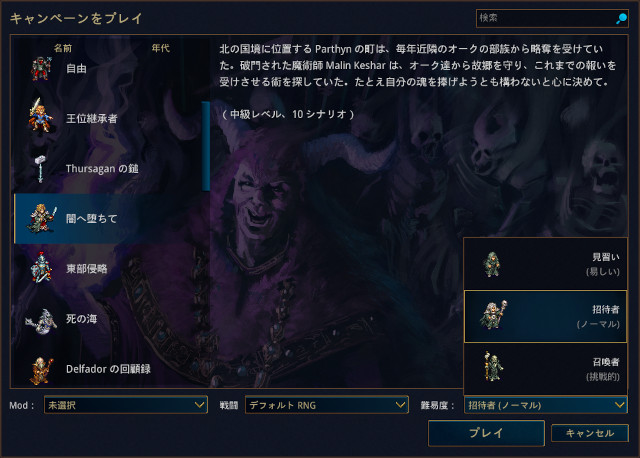 キャンペーンをプレイ
検索
名前
年代
自由
王位継承者
Thursagan の鎚
闇へ堕ちて
東部侵略
死の海
Delfador の回顧録
北の国境に位置する Parthyn の町は、毎年近隣のオークの部族から略奪を受けてい
た。破門された魔術師 Malin Keshar は、オーク達から故郷を守り、これまでの報いを
受けさせる術を探していた。たとえ自分の魂を捧げようとも構わないと心に決めて。
（中級レベル、10 シナリオ）
見習い
(易しい)
招待者
(ノーマル)
召喚者
(挑戦的)
Mod：
未選択
戦闘
デフォルト RNG
難易度：
招待者 (ノーマル)
プレイ
キャンセル